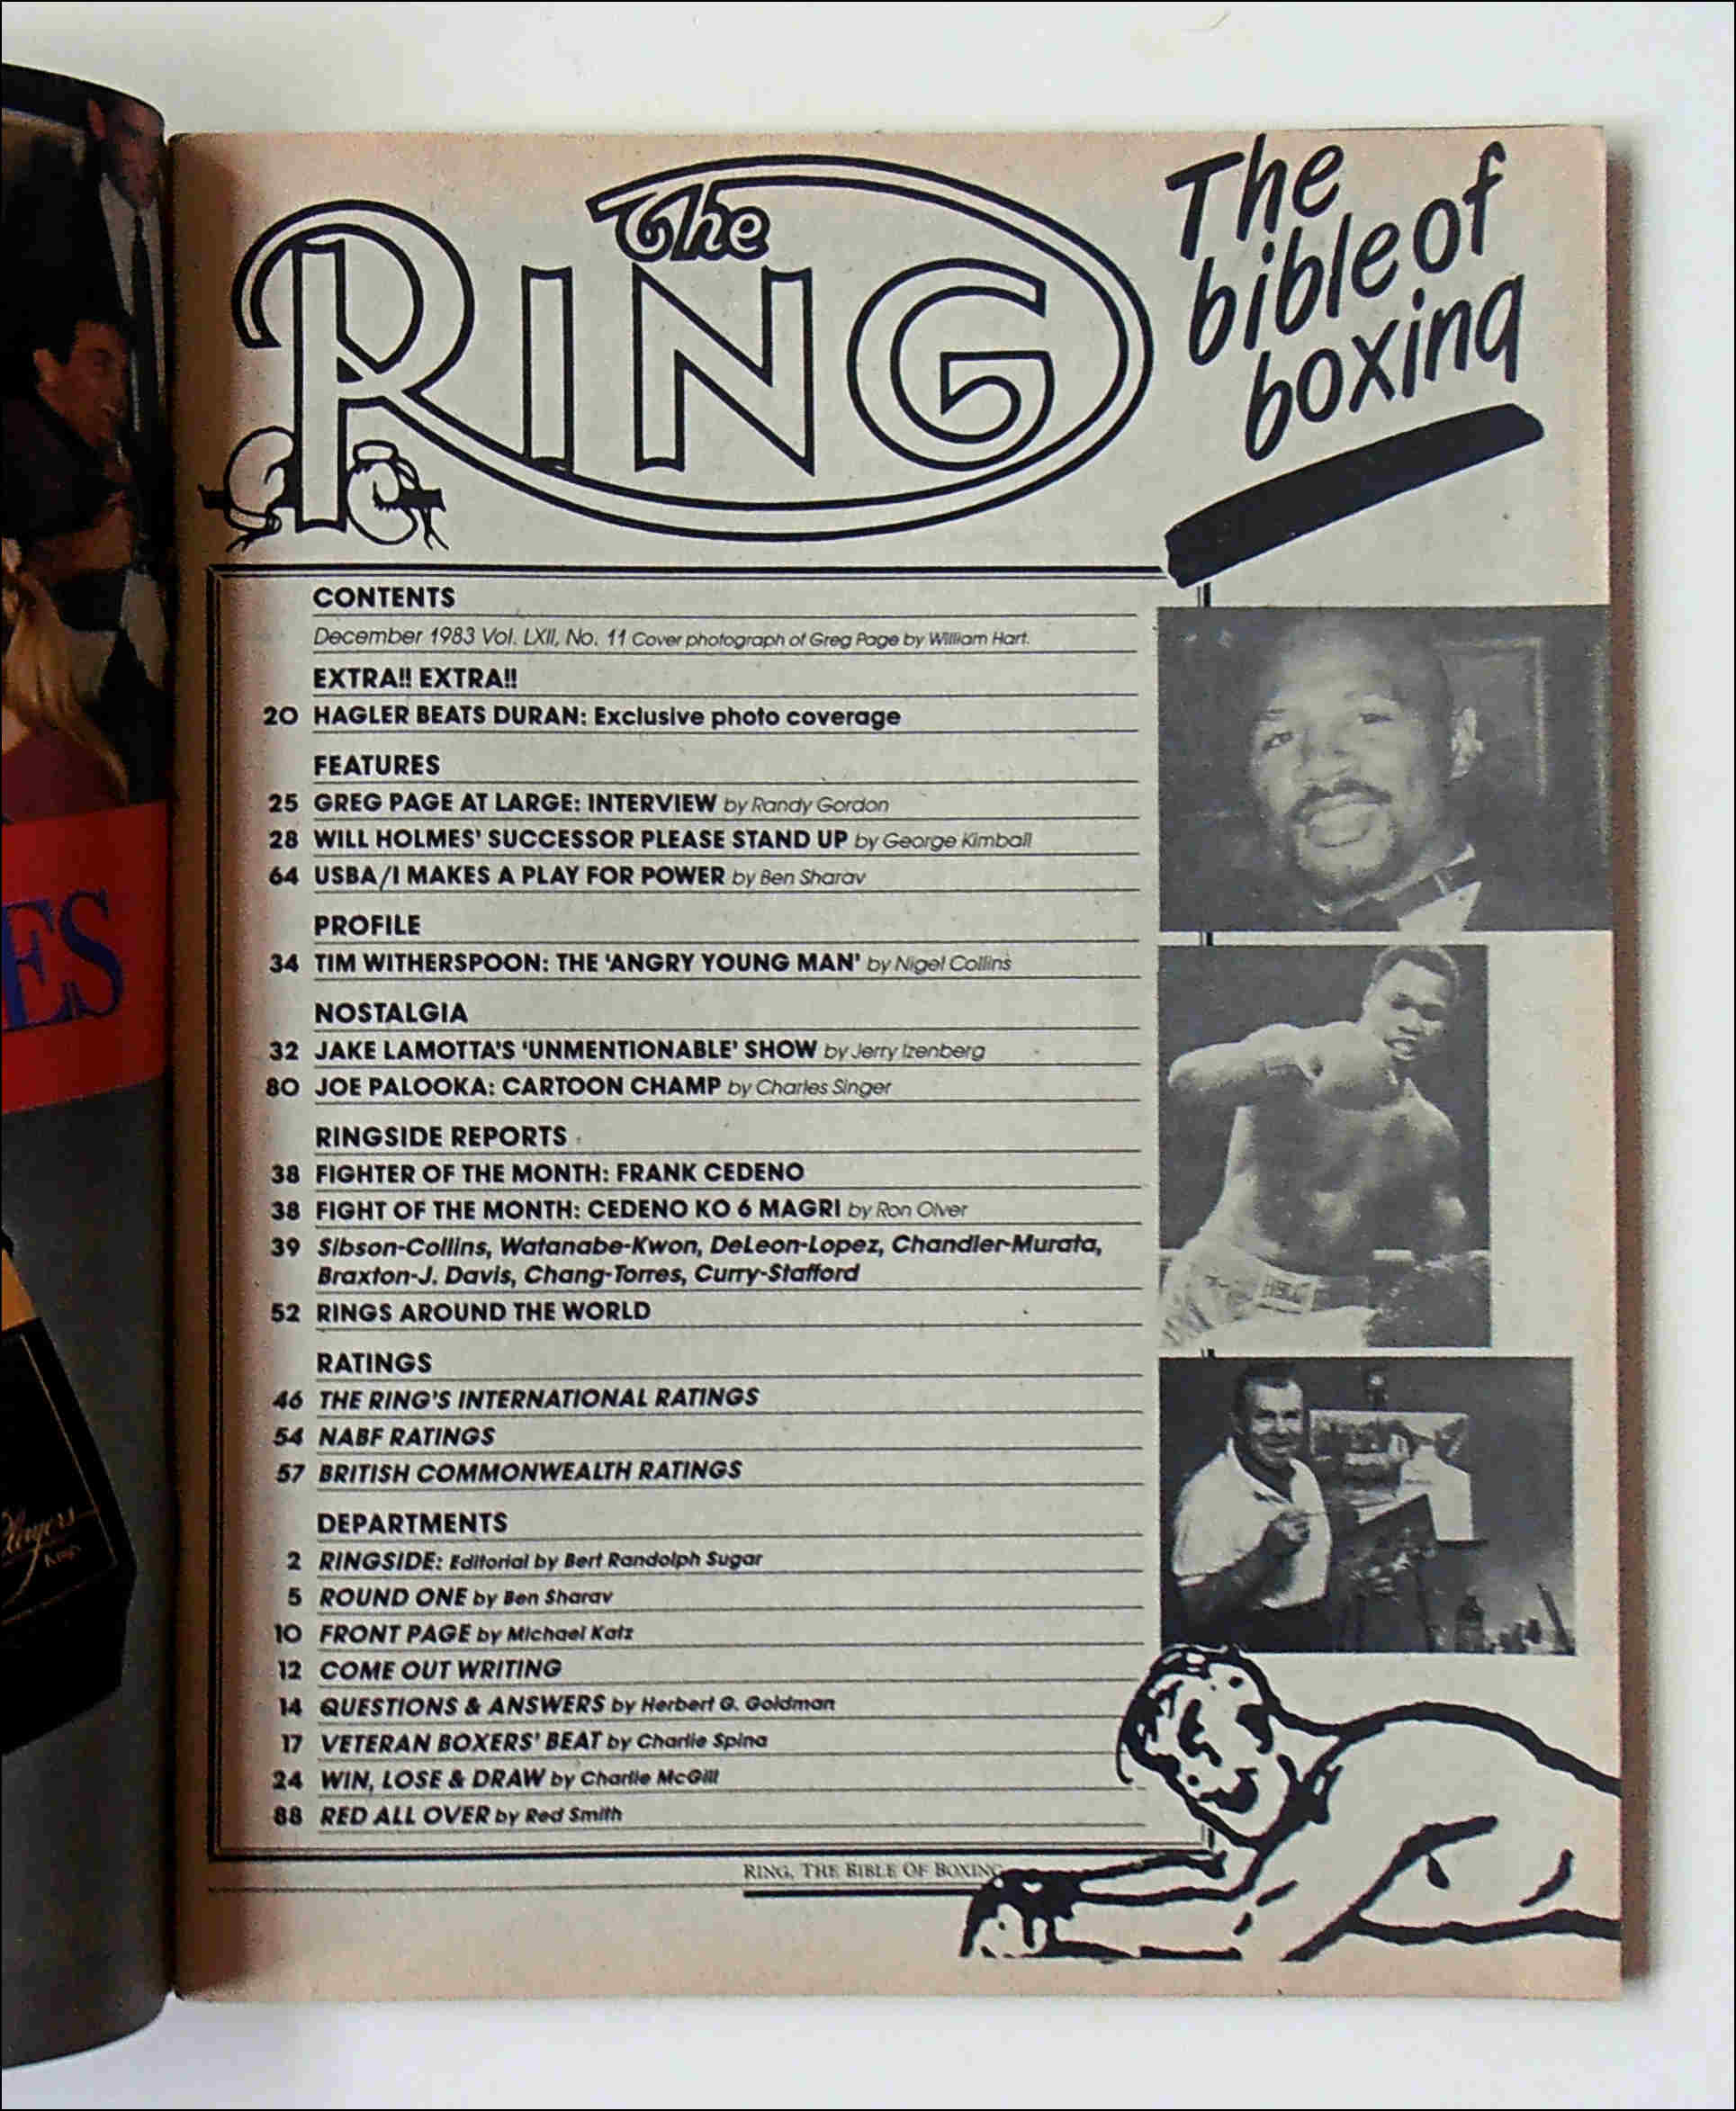 The
RING
The
bible of
boxing
CONTENTS
December 1983 Vol. LXII, No. 11 Cover photograph of Greg Page by William Hart.
EXTRA!! EXTRA!!
20 HAGLER BEATS DURAN: Exclusive photo coverage
FEATURES
25 GREG PAGE AT LARGE: INTERVIEW by Randy Gordon
28 WILL HOLMES' SUCCESSOR PLEASE STAND UP by George Kimball
64 USBA/I MAKES A PLAY FOR POWER by Ben Sharav
PROFILE
34 TIM WITHERSPOON: THE 'ANGRY YOUNG MAN' by Nigel Collins
NOSTALGIA
32 JAKE LAMOTTA'S 'UNMENTIONABLE' SHOW by Jerry Izenberg
80 JOE PALOOKA: CARTOON CHAMP by Charles Singer
RINGSIDE REPORTS
38 FIGHTER OF THE MONTH: FRANK CEDENO
38 FIGHT OF THE MONTH: CEDENO KO 6 MAGRI by Ron Olver
39 Sibson-Collins, Watanabe-Kwon, DeLeon-Lopez, Chandler-Murata,
Braxton-J. Davis, Chang-Torres, Curry-Stafford
52 RINGS AROUND THE WORLD
RATINGS
46 THE RING'S INTERNATIONAL RATINGS
54 NABF RATINGS
57 BRITISH COMMONWEALTH RATINGS
DEPARTMENTS
2 RINGSIDE: Editorial by Bert Randolph Sugar
5 ROUND ONE by Ben Sharav
10 FRONT PAGE by Michael Katz
12 COME OUT WRITING
14 QUESTIONS & ANSWERS by Herbert G. Goldman
17 VETERAN BOXERS' BEAT by Charlie Spina
24 WIN, LOSE & DRAW by Charlie McGill
88 RED ALL OVER by Red Smith
RING, THE BIBLE OF BOXING
ES
Players